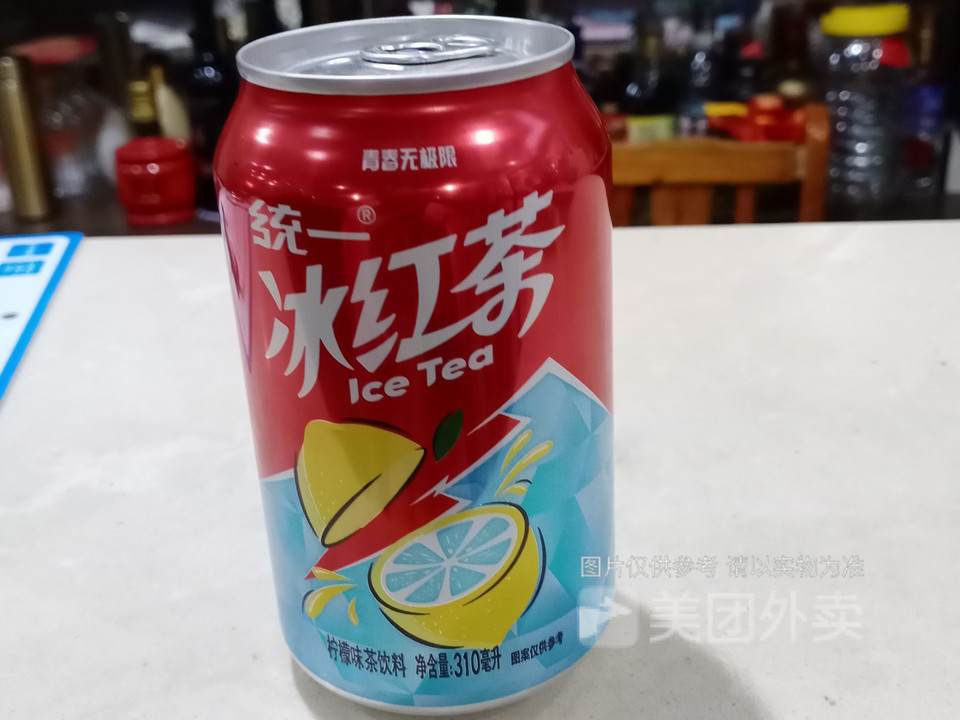 青春无极限
统一®
冰红茶
Ice Tea
柠檬味茶饮料 净含量:310毫升 图案仅供参考
图片仅供参考 请以实物为准
美团外卖